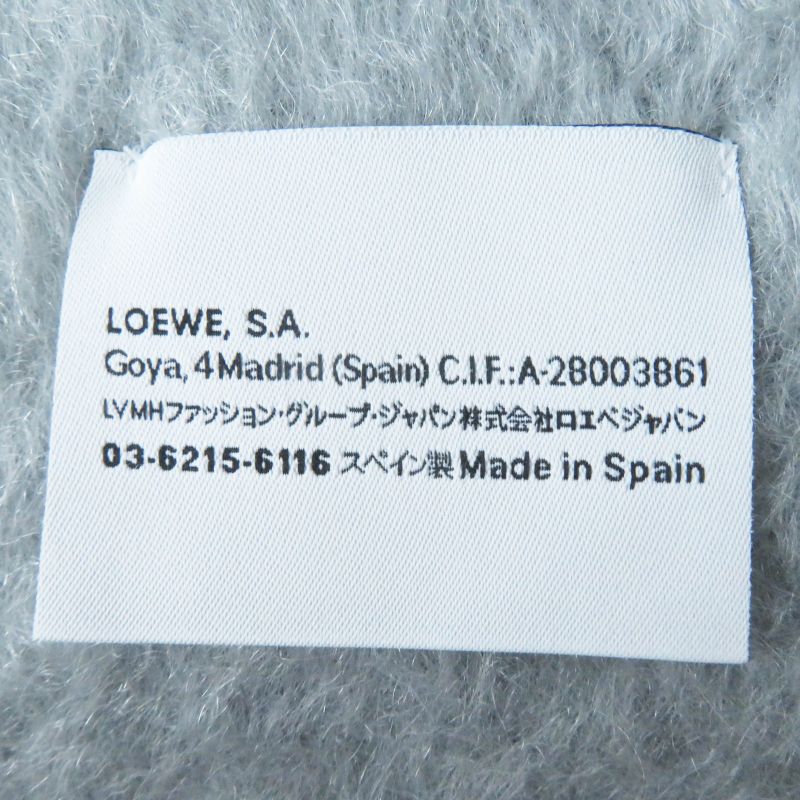 LOEWE, S.A.
Goya, 4 Madrid (Spain) C.I.F.: A-28003861
LVMHファッション・グループ・ジャパン株式会社ロエベジャパン
03-6215-6116 スペイン製 Made in Spain